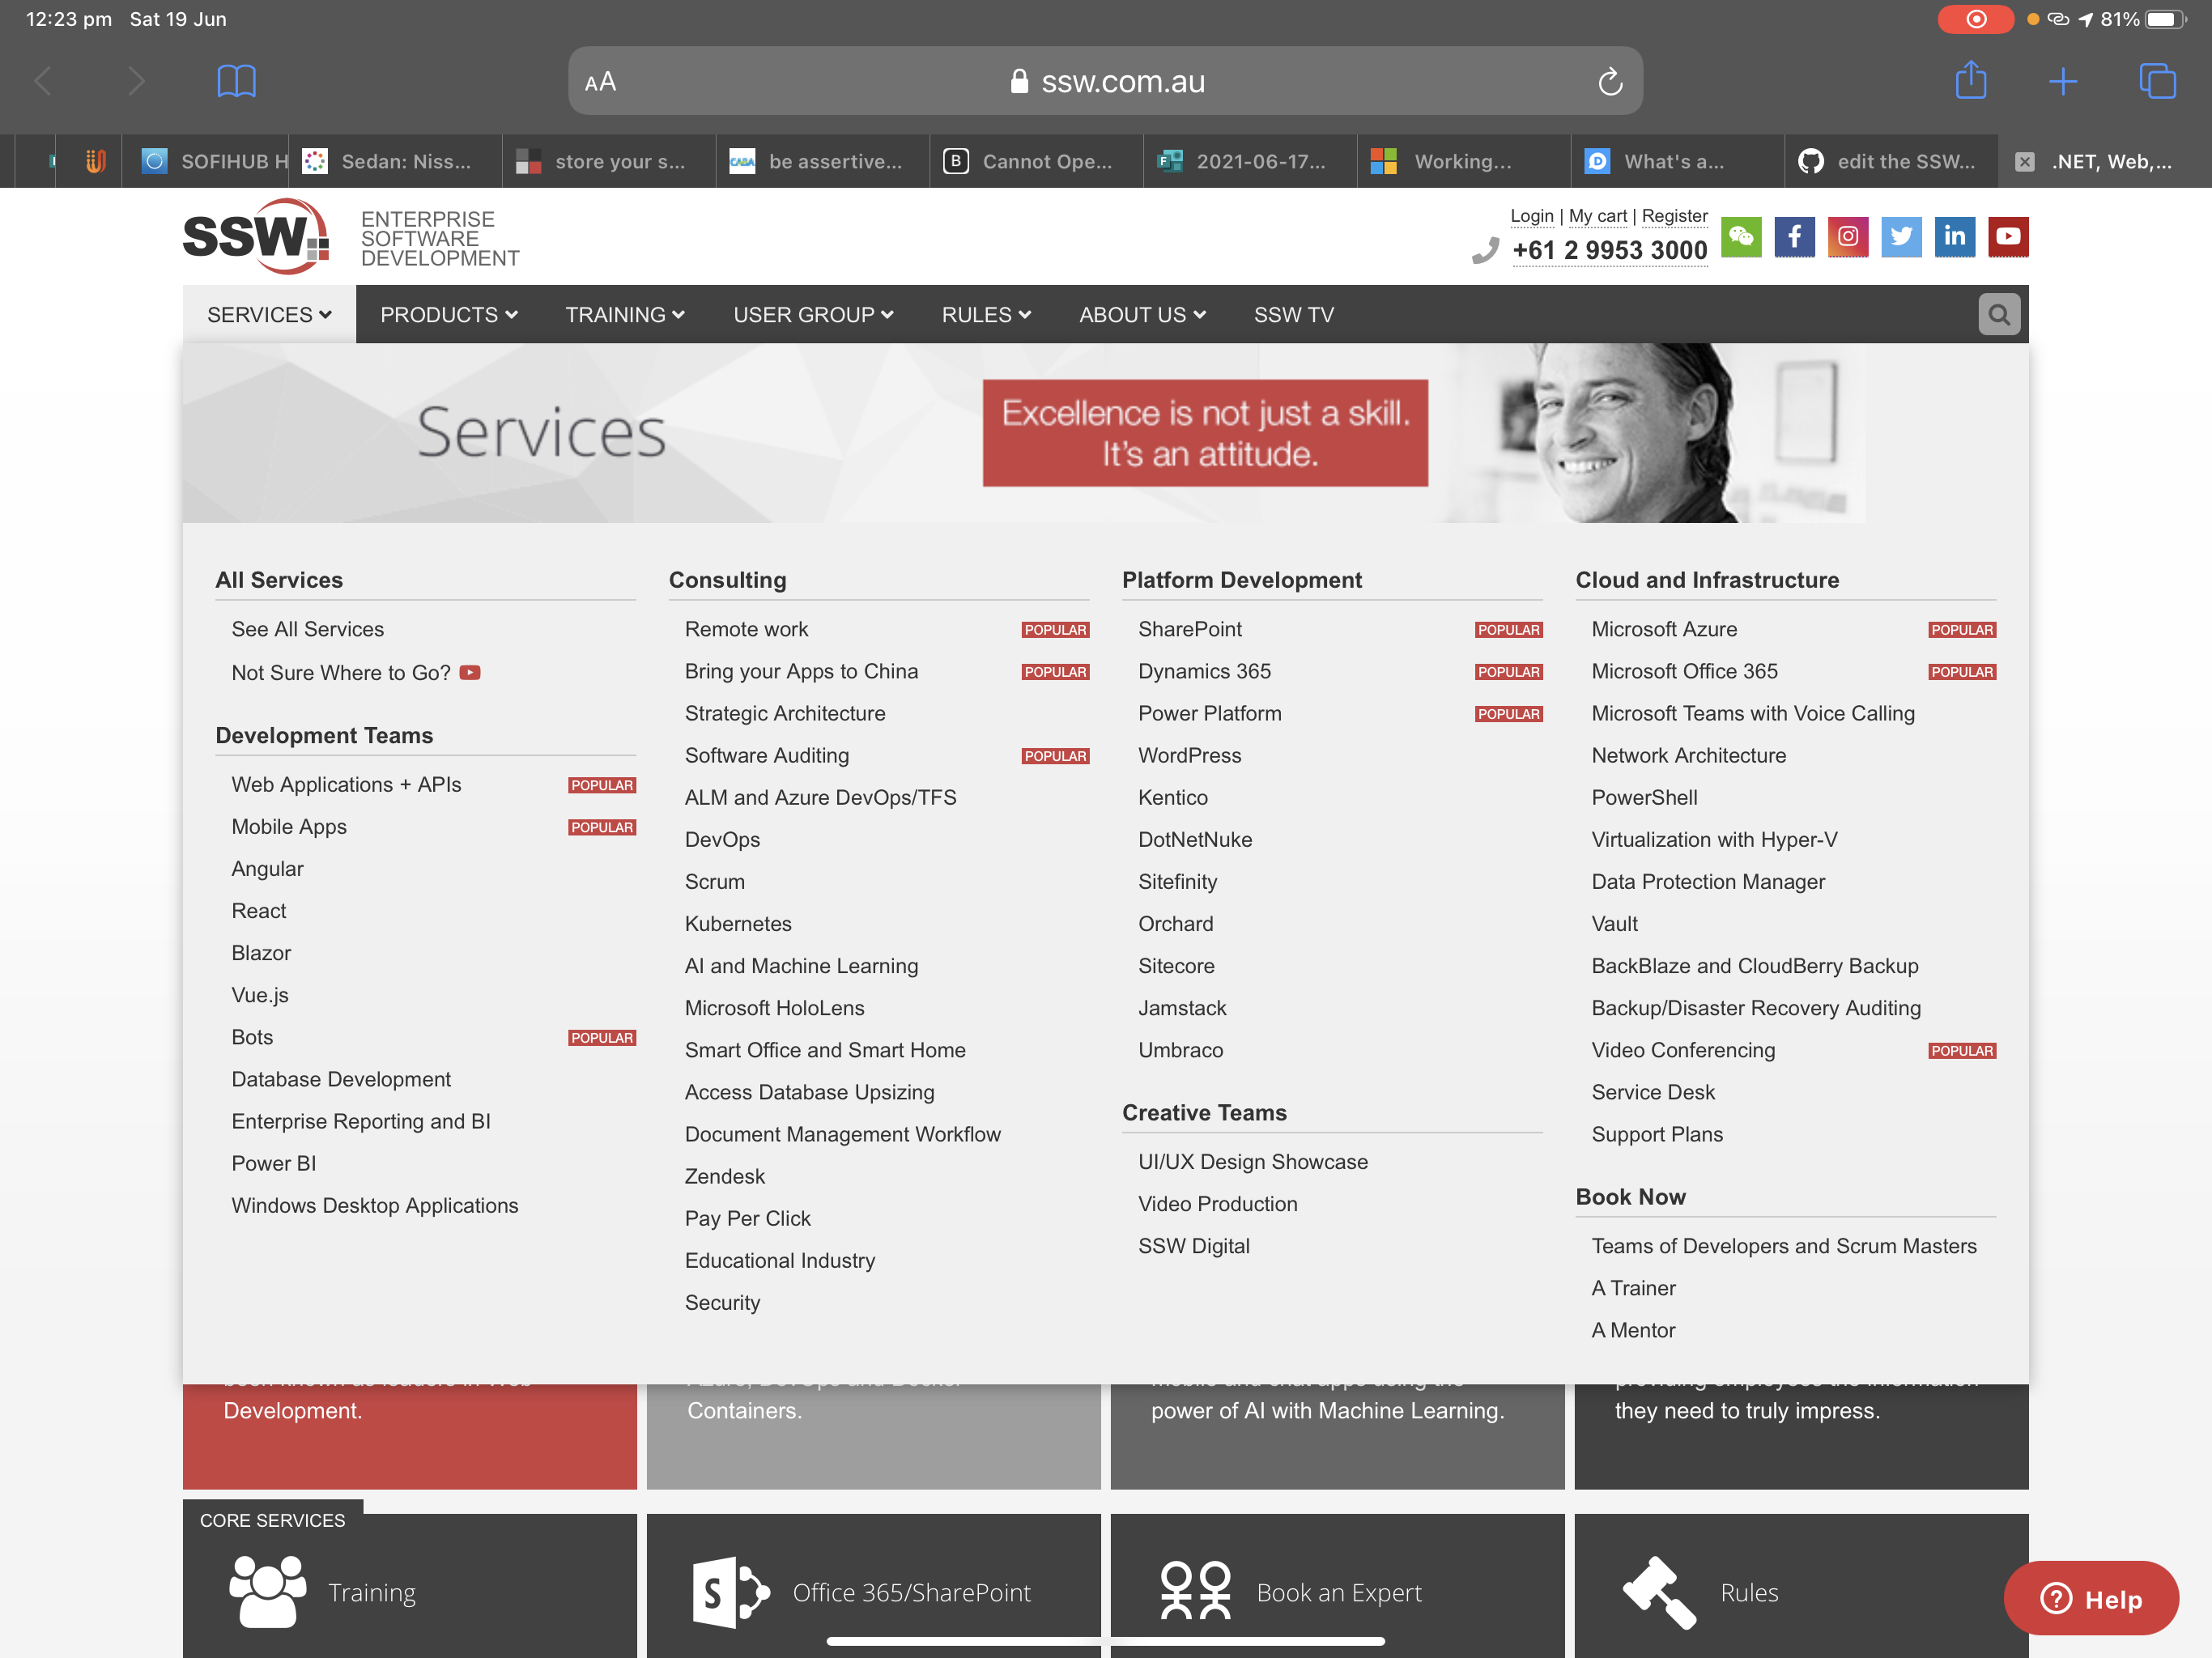 12:23 pm Sat 19 Jun
81%
AA
ssw.com.au
SOFIHUB H
Sedan: Niss...
store your s...
be assertive...
Cannot Ope...
2021-06-17...
Working...
What's a...
edit the SSW...
.NET, Web,...
SSW
ENTERPRISE
SOFTWARE
DEVELOPMENT
Login | My cart | Register
+61 2 9953 3000
SERVICES
PRODUCTS
TRAINING
USER GROUP
RULES
ABOUT US
SSW TV
Services
Excellence is not just a skill.
It's an attitude.
All Services
See All Services
Not Sure Where to Go?
Development Teams
Web Applications + APIs POPULAR
Mobile Apps POPULAR
Angular
React
Blazor
Vue.js
Bots POPULAR
Database Development
Enterprise Reporting and BI
Power BI
Windows Desktop Applications
Consulting
Remote work POPULAR
Bring your Apps to China POPULAR
Strategic Architecture
Software Auditing POPULAR
ALM and Azure DevOps/TFS
DevOps
Scrum
Kubernetes
AI and Machine Learning
Microsoft HoloLens
Smart Office and Smart Home
Access Database Upsizing
Document Management Workflow
Zendesk
Pay Per Click
Educational Industry
Security
Platform Development
SharePoint POPULAR
Dynamics 365 POPULAR
Power Platform POPULAR
WordPress
Kentico
DotNetNuke
Sitefinity
Orchard
Sitecore
Jamstack
Umbraco
Creative Teams
UI/UX Design Showcase
Video Production
SSW Digital
Cloud and Infrastructure
Microsoft Azure POPULAR
Microsoft Office 365 POPULAR
Microsoft Teams with Voice Calling
Network Architecture
PowerShell
Virtualization with Hyper-V
Data Protection Manager
Vault
BackBlaze and CloudBerry Backup
Backup/Disaster Recovery Auditing
Video Conferencing POPULAR
Service Desk
Support Plans
Book Now
Teams of Developers and Scrum Masters
A Trainer
A Mentor
Development.
Containers.
power of AI with Machine Learning.
they need to truly impress.
CORE SERVICES
Training
Office 365/SharePoint
Book an Expert
Rules
Help